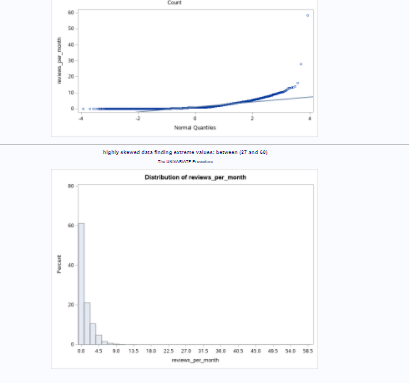 Count
60
50
40
30
20
10
0
reviews_per_month
-4 -2 0 2 4
Normal Quantiles
highly skewed data finding extreme values: between (27 and 60)
The UNIVARIATE Procedure
Distribution of reviews_per_month
80
60
40
20
0
Percent
0.0 4.5 9.0 13.5 18.0 22.5 27.0 31.5 36.0 40.5 45.0 49.5 54.0 58.5
reviews_per_month